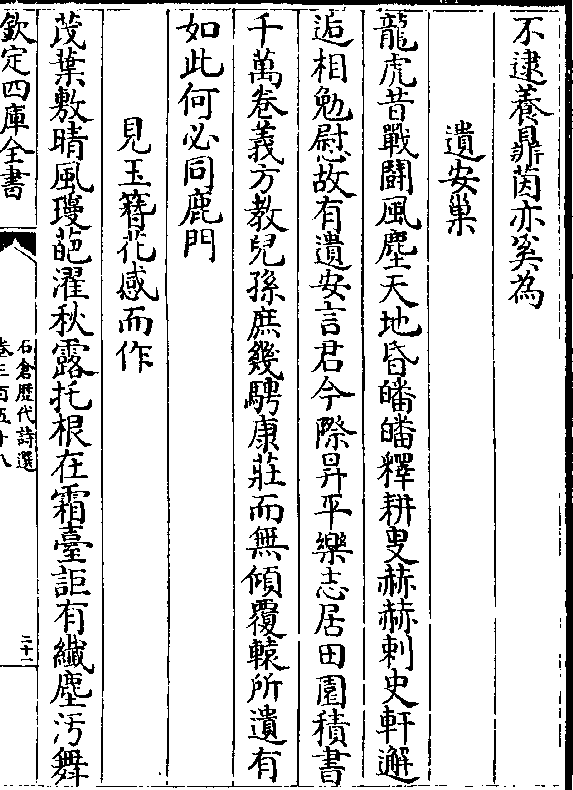 不逮養鼎茵亦奚為
遺安巢
龍虎昔戰鬬風塵天地昏皤皤釋耕叟赫赫刺史軒邂
逅相勉慰故有遺安言君今際昇平樂志居田園積書
千萬卷義方教兒孫庶幾騁康莊而無傾覆轅所遺有
如此何必同鹿門
見玉簪花感而作
茂葉敷晴風瓊葩濯秋露托根在霜臺詎有纖塵汚舞
欽定四庫全書
石倉歷代詩選
卷三百五十八
二十一